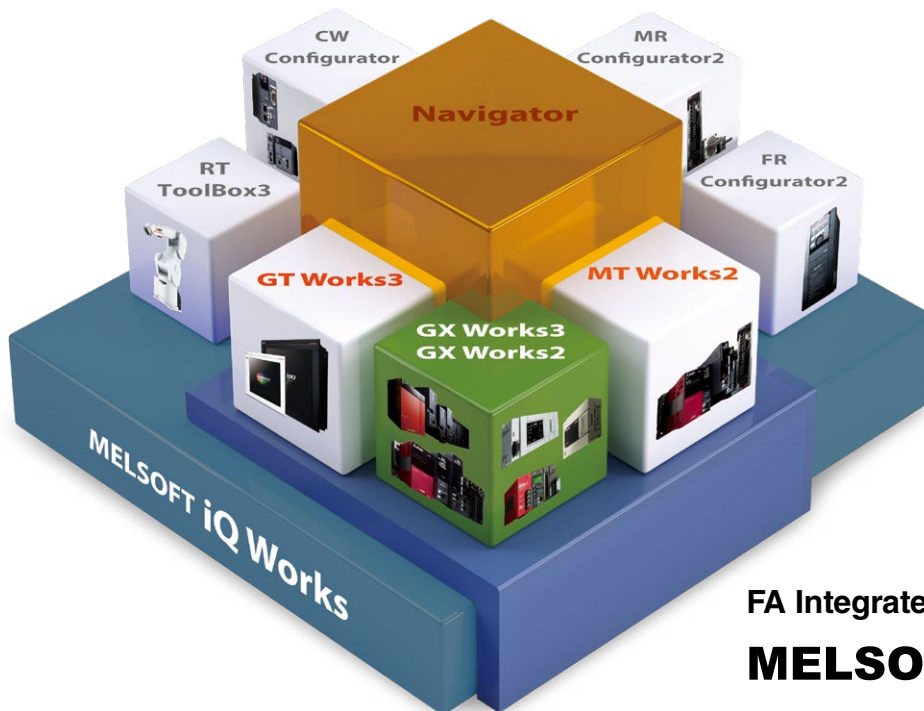 CW
Configurator
MR
Configurator2
Navigator
RT
ToolBox3
FR
Configurator2
GT Works3
MT Works2
GX Works3
GX Works2
MELSOFT iQ Works
FA Integrate
MELSO